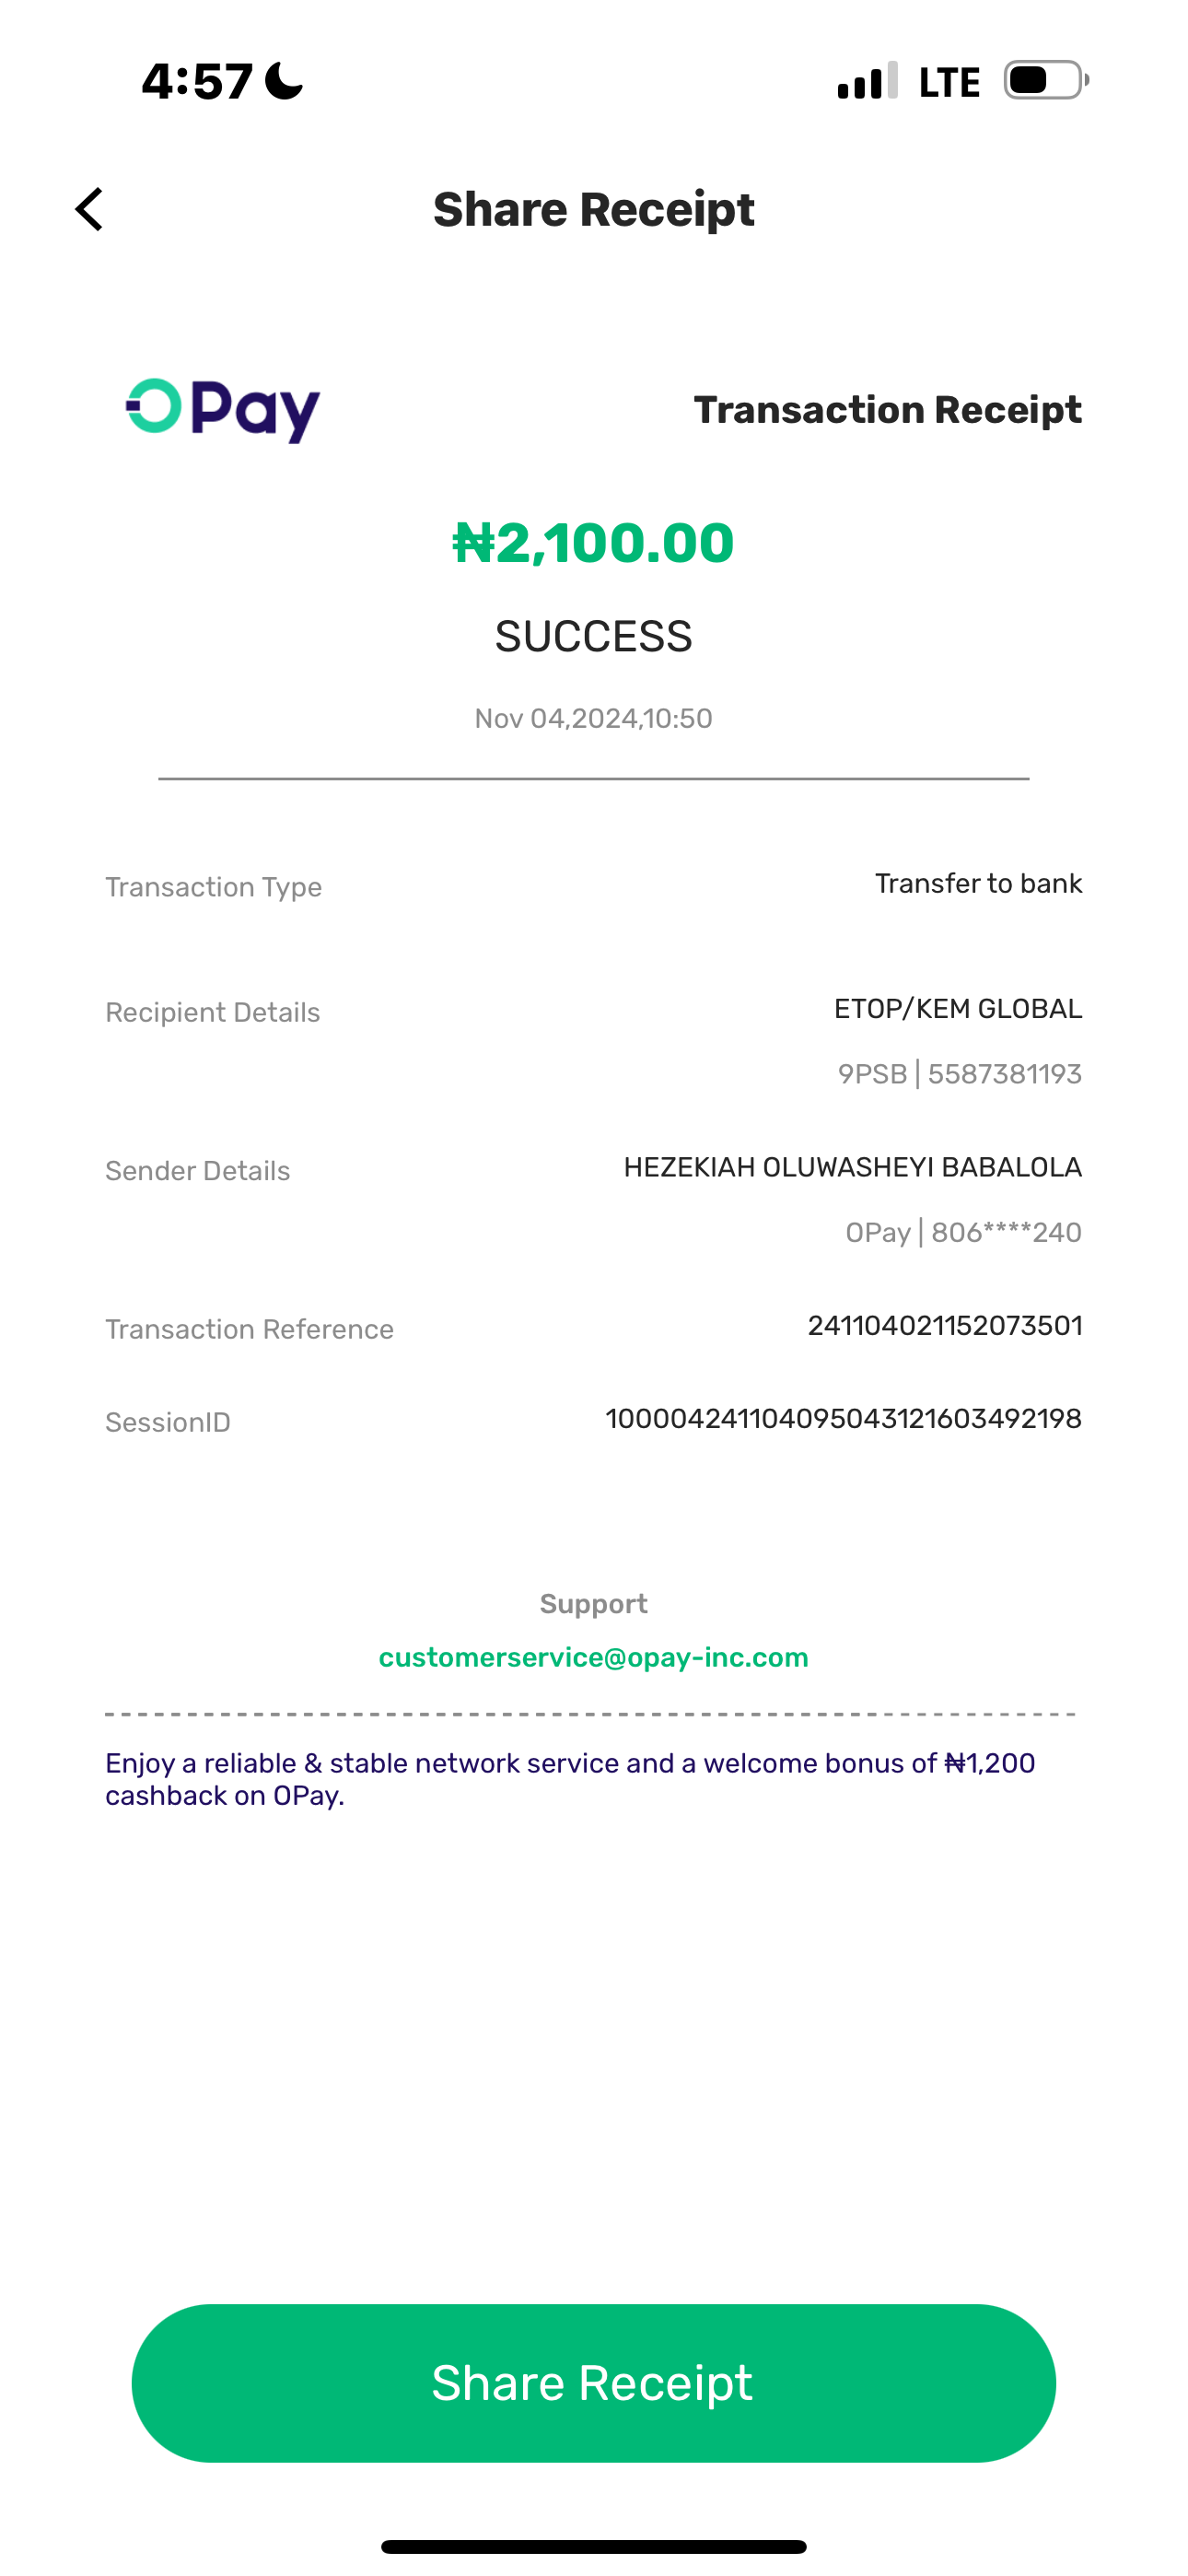 4:57
LTE
Share Receipt
OPay
Transaction Receipt
₦2,100.00
SUCCESS
Nov 04,2024,10:50
Transaction Type
Transfer to bank
Recipient Details
ETOP/KEM GLOBAL
9PSB | 5587381193
Sender Details
HEZEKIAH OLUWASHEYI BABALOLA
OPay | 806****240
Transaction Reference
241104021152073501
SessionID
100004241104095043121603492198
Support
customerservice@opay-inc.com
Enjoy a reliable & stable network service and a welcome bonus of ₦1,200
cashback on OPay.
Share Receipt